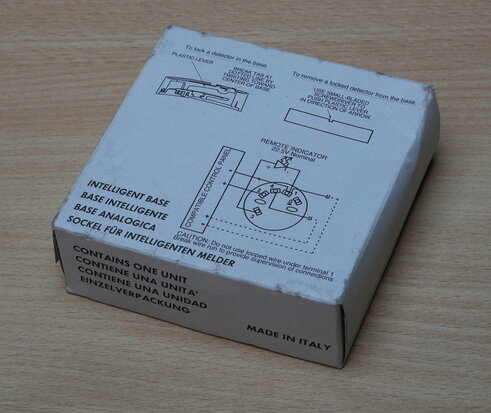 To lock a detector in the base.
PLASTIC LEVER
BREAK TAB AT
DOTTED LINE BY
TWISTING TOWARD
CENTER OF BASE
To remove a locked detector from the base.
USE SMALL-BLADED
SCREWDRIVER TO
PUSH PLASTIC LEVER
IN DIRECTION OF ARROW.
REMOTE INDICATOR
22.5V Nominal
COMPATIBLE CONTROL PANEL
CAUTION: Do not use looped wire under terminal 1
Break wire run to provide supervision of connections
INTELLIGENT BASE
BASE INTELIGENTE
BASE ANALOGICA
SOCKEL FÜR INTELLIGENTEN MELDER
CONTAINS ONE UNIT
CONTIENE UNA UNITA'
CONTIENE UNA UNIDAD
EINZELVERPACKUNG
MADE IN ITALY